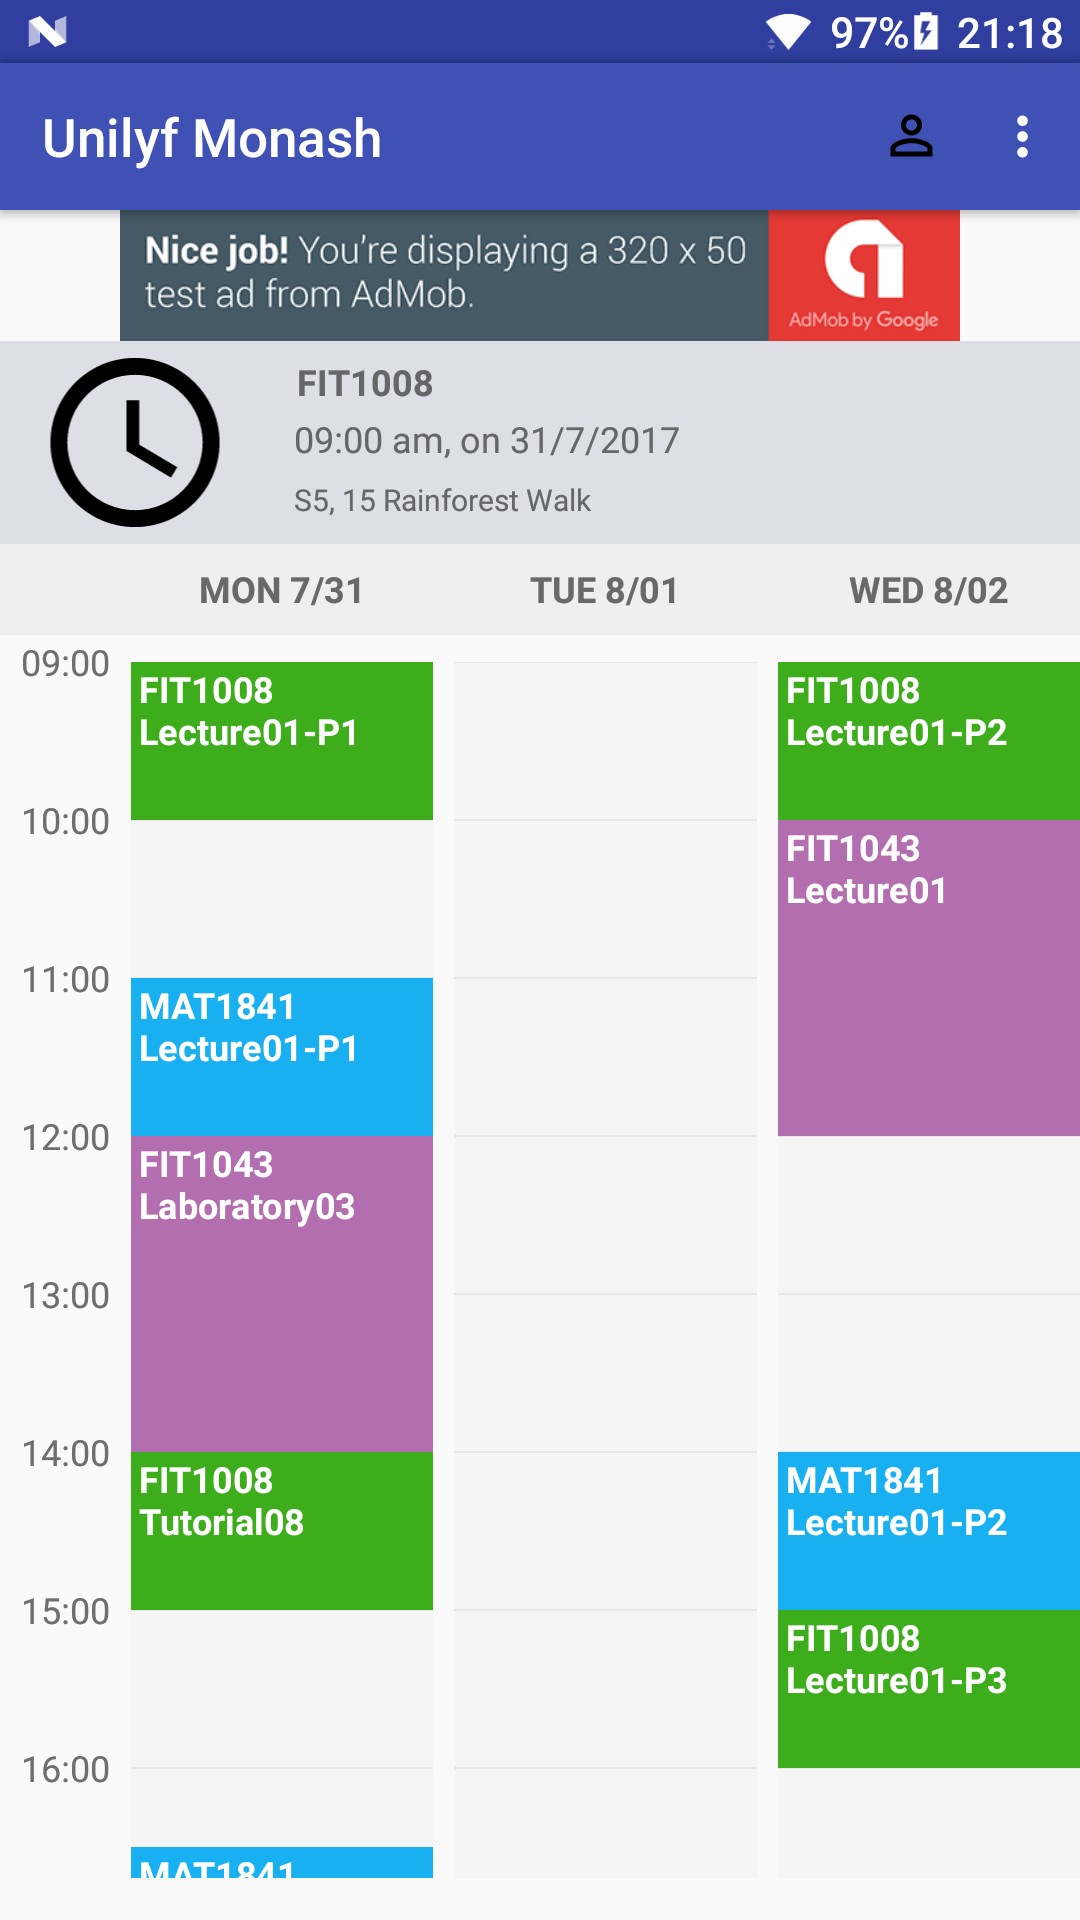 97% 21:18
Unilyf Monash
Nice job! You're displaying a 320 x 50
test ad from AdMob.
AdMob by Google
FIT1008
09:00 am, on 31/7/2017
S5, 15 Rainforest Walk
MON 7/31 TUE 8/01 WED 8/02
09:00
FIT1008
Lecture01-P1
FIT1008
Lecture01-P2
10:00
FIT1043
Lecture01
11:00
MAT1841
Lecture01-P1
12:00
FIT1043
Laboratory03
13:00
14:00
FIT1008
Tutorial08
MAT1841
Lecture01-P2
15:00
FIT1008
Lecture01-P3
16:00
MAT1841